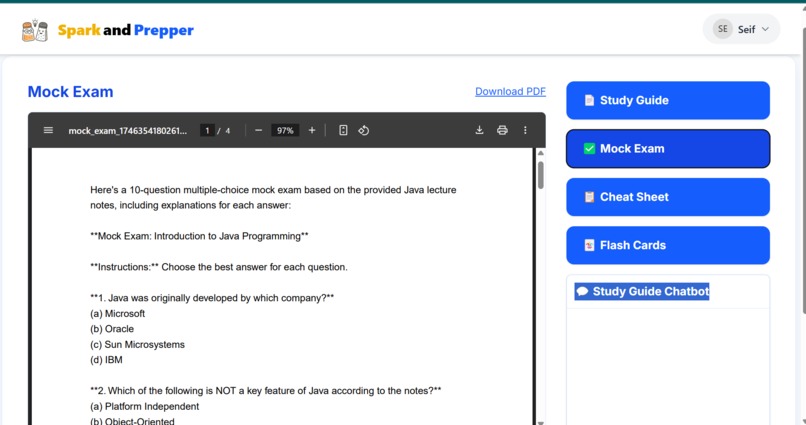 Spark and Prepper
SE Seif
Mock Exam
Download PDF
mock_exam_1746354180261... 1 / 4 97%
Here's a 10-question multiple-choice mock exam based on the provided Java lecture
notes, including explanations for each answer:
**Mock Exam: Introduction to Java Programming**
**Instructions:** Choose the best answer for each question.
**1. Java was originally developed by which company?**
(a) Microsoft
(b) Oracle
(c) Sun Microsystems
(d) IBM
**2. Which of the following is NOT a key feature of Java according to the notes?**
(a) Platform Independent
(b) Object-Oriented
Study Guide
Mock Exam
Cheat Sheet
Flash Cards
Study Guide Chatbot